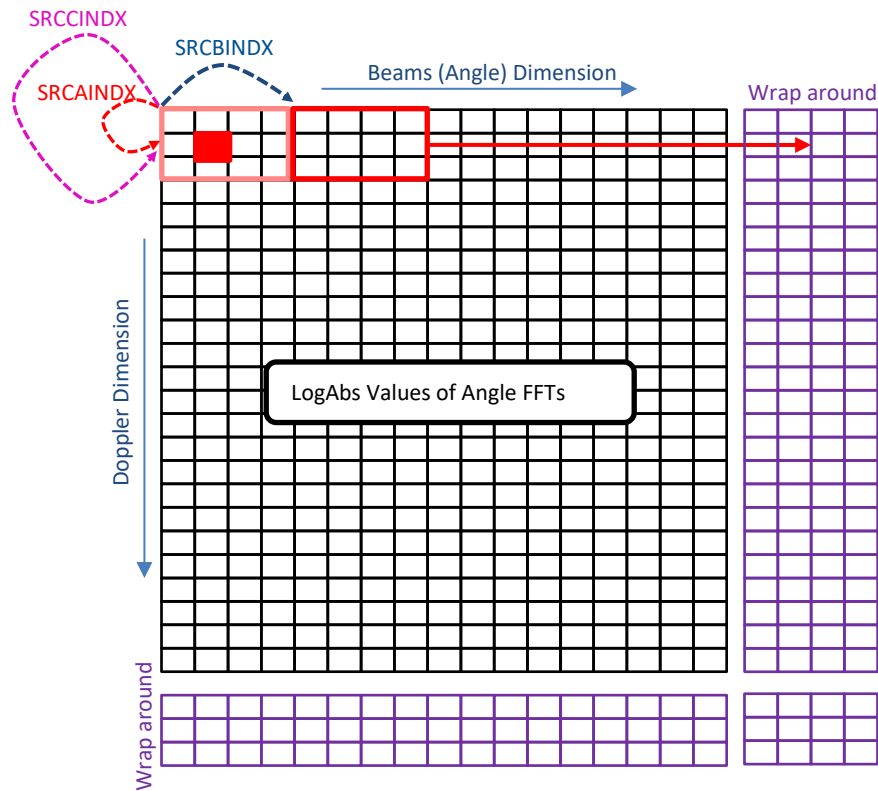 SRCCINDX
SRCBINDX
Beams (Angle) Dimension
SRCAINDX
Wrap around
Doppler Dimension
LogAbs Values of Angle FFTs
Wrap around